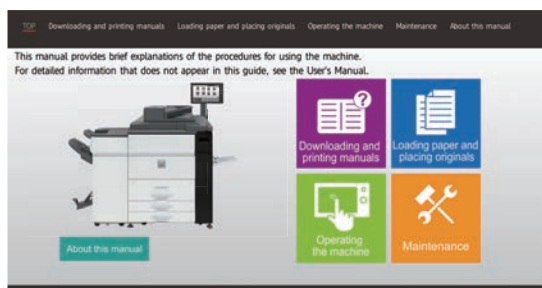 TOP Downloading and printing manuals Loading paper and placing originals Operating the machine Maintenance About this manual
This manual provides brief explanations of the procedures for using the machine.
For detailed information that does not appear in this guide, see the User's Manual.
Downloading and
printing manuals
Loading paper and
placing originals
Operating
the machine
Maintenance
About this manual